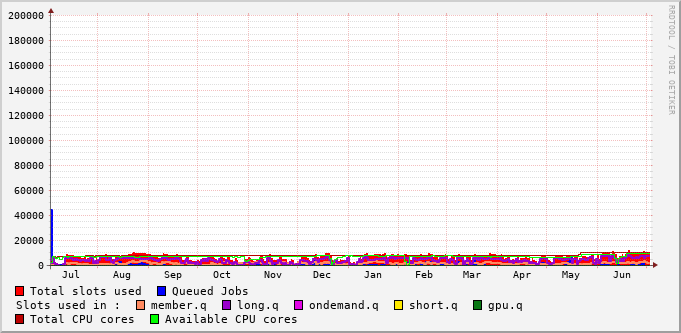 200000
180000
160000
140000
120000
100000
80000
60000
40000
20000
0
Jul Aug Sep Oct Nov Dec Jan Feb Mar Apr May Jun
Total slots used Queued Jobs
Slots used in : member.q long.q ondemand.q short.q gpu.q
Total CPU cores Available CPU cores
RRDTOOL / TOBI OETIKER